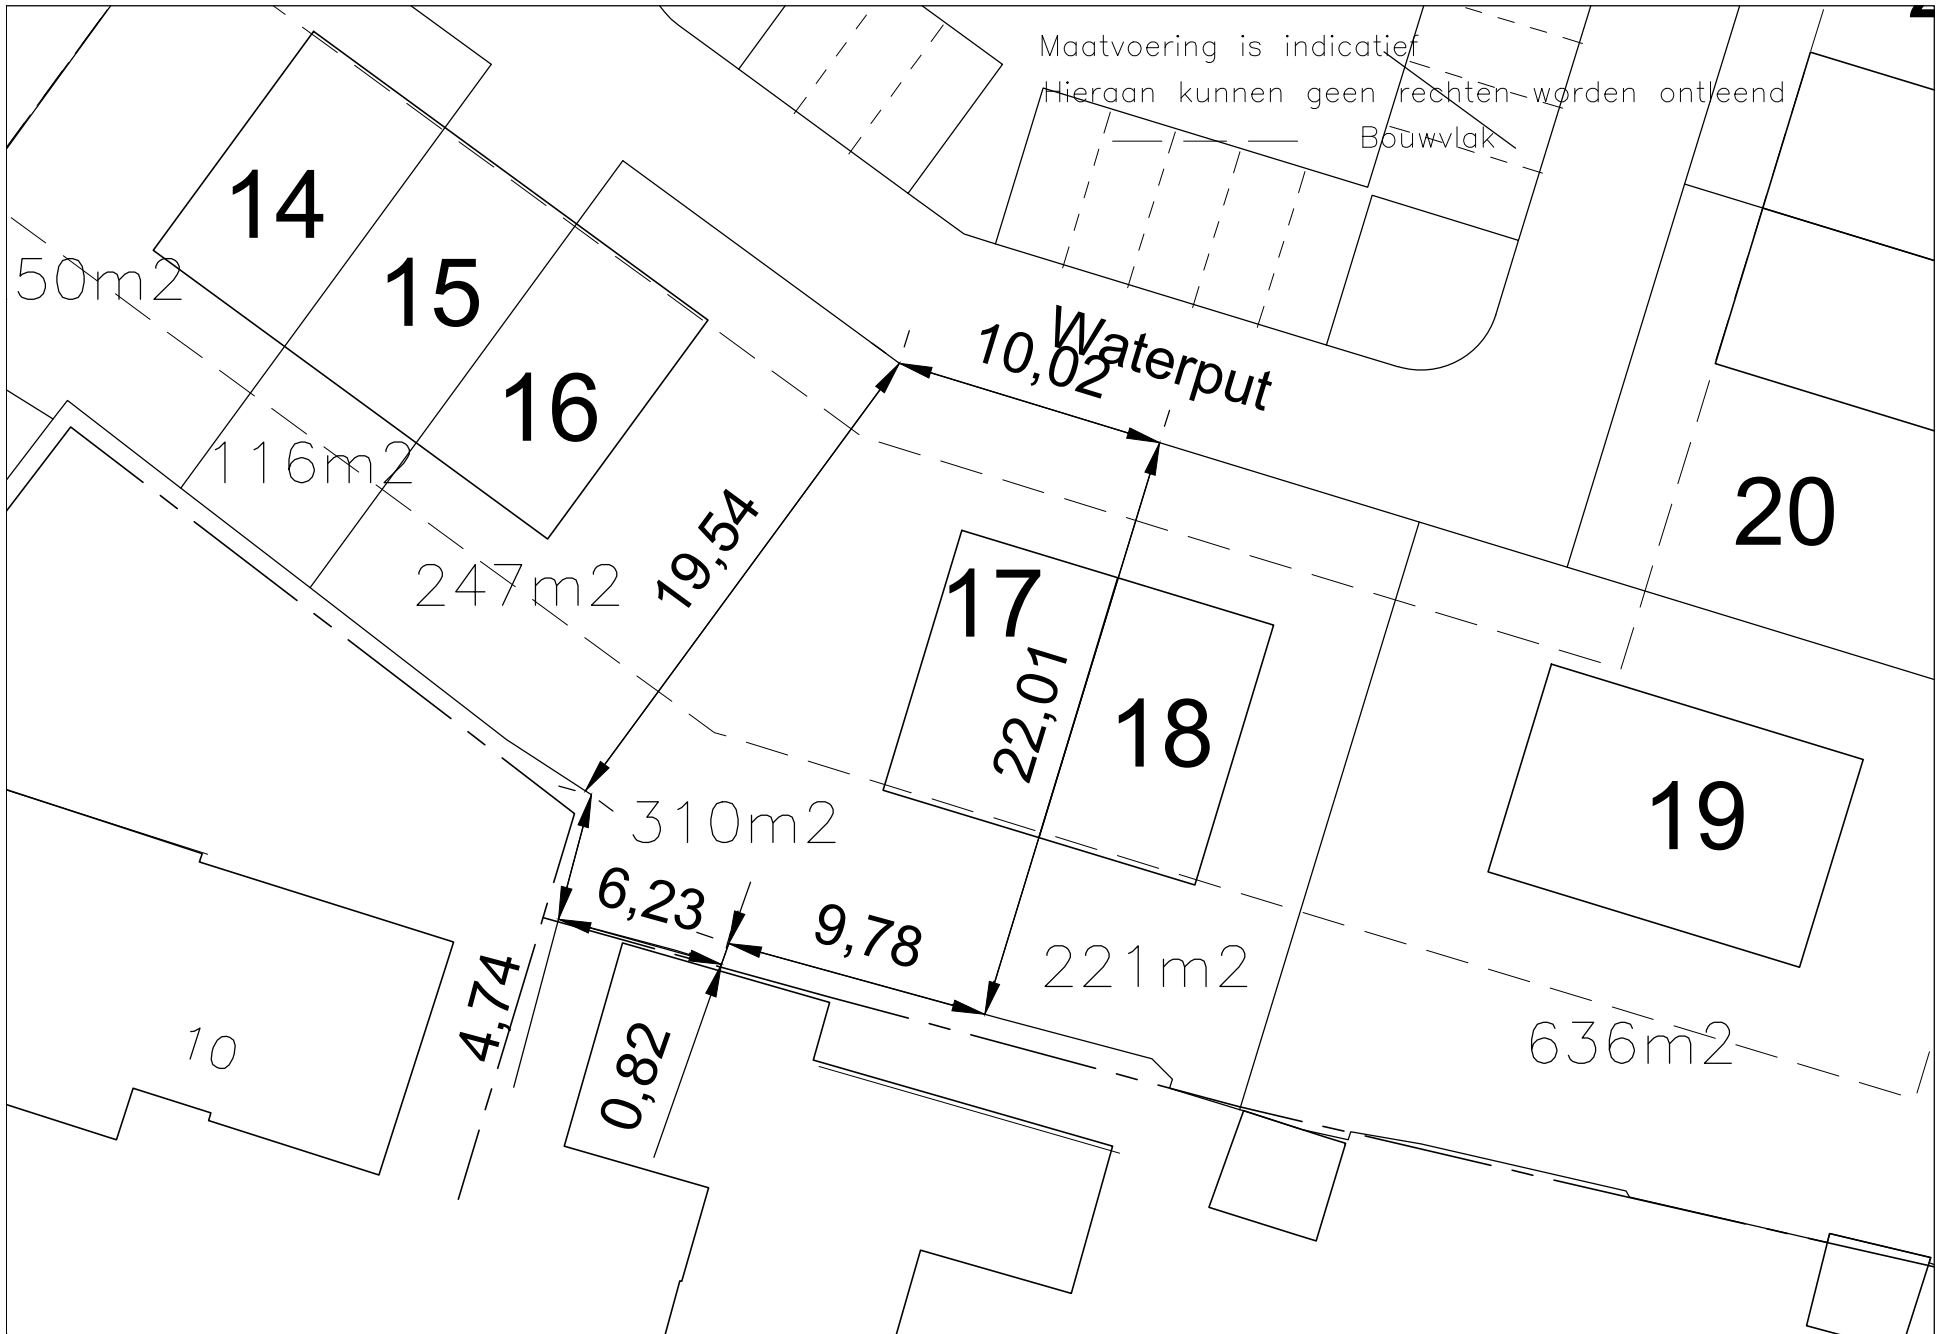 Maatvoering is indicatief
Hieraan kunnen geen rechten worden ontleend
Bouwvlak
14
15
16
50m2
116m2
247m2
Waterput
10,02
19,54
17
22,01
18
19
20
310m2
6,23
9,78
221m2
636m2
4,74
0,82
10